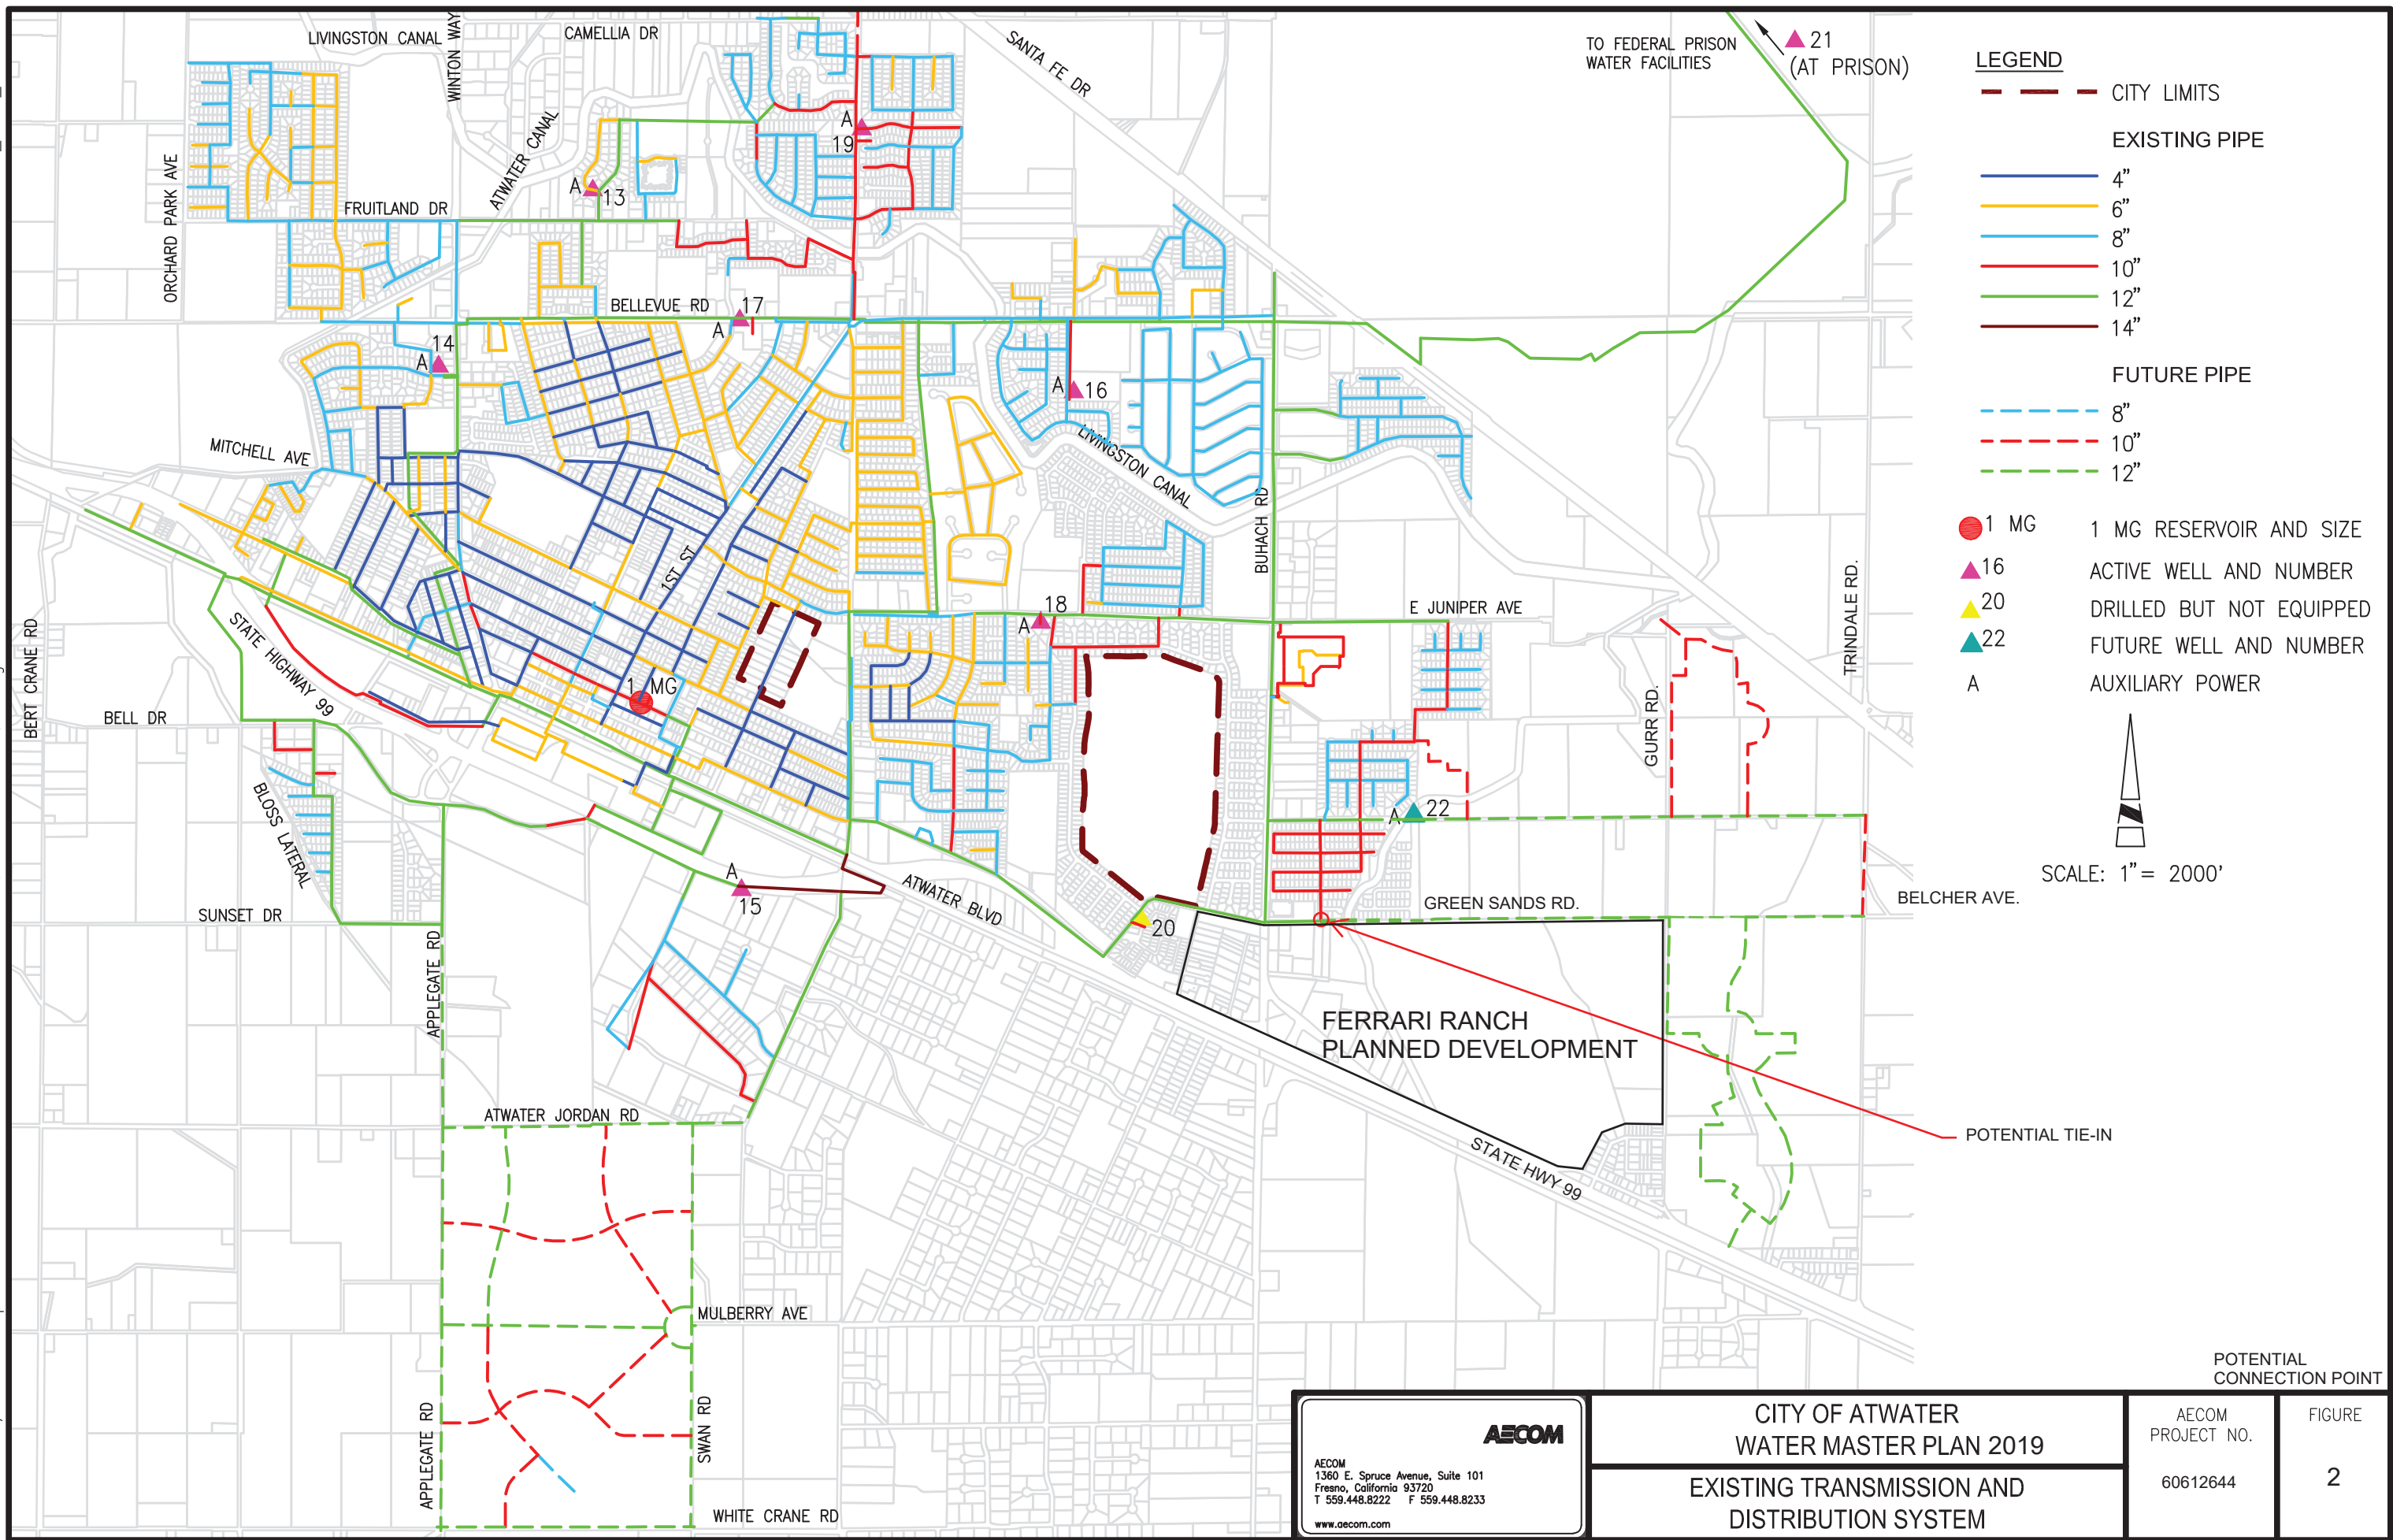 LIVINGSTON CANAL
WINTON WAY
CAMELLIA DR
SANTA FE DR
TO FEDERAL PRISON
WATER FACILITIES
21
(AT PRISON)
ORCHARD PARK AVE
ATWATER CANAL
A
19
A
13
FRUITLAND DR
BELLEVUE RD
17
A
14
A
A
16
MITCHELL AVE
LIVINGSTON CANAL
BUHACH RD
1ST ST
TRINDALE RD.
E JUNIPER AVE
18
A
BERT CRANE RD
STATE HIGHWAY 99
1 MG
BELL DR
GURR RD.
BLOSS LATERAL
A
22
A
15
ATWATER BLVD
SUNSET DR
20
GREEN SANDS RD.
BELCHER AVE.
APPLEGATE RD
FERRARI RANCH
PLANNED DEVELOPMENT
ATWATER JORDAN RD
POTENTIAL TIE-IN
STATE HWY 99
MULBERRY AVE
APPLEGATE RD
SWAN RD
WHITE CRANE RD
LEGEND
CITY LIMITS
EXISTING PIPE
4"
6"
8"
10"
12"
14"
FUTURE PIPE
8"
10"
12"
1 MG 1 MG RESERVOIR AND SIZE
16 ACTIVE WELL AND NUMBER
20 DRILLED BUT NOT EQUIPPED
22 FUTURE WELL AND NUMBER
A AUXILIARY POWER
SCALE: 1"= 2000'
POTENTIAL
CONNECTION POINT
AECOM
AECOM
1360 E. Spruce Avenue, Suite 101
Fresno, California 93720
T 559.448.8222 F 559.448.8233
www.aecom.com
CITY OF ATWATER
WATER MASTER PLAN 2019
EXISTING TRANSMISSION AND
DISTRIBUTION SYSTEM
AECOM
PROJECT NO.
60612644
FIGURE
2